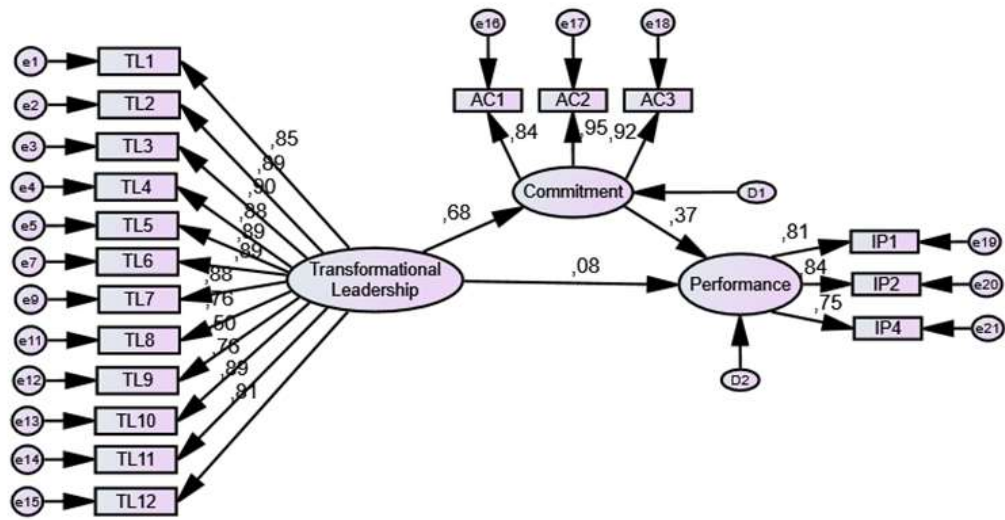 e16
e17
e18
e1
TL1
e2
TL2
AC1
AC2
AC3
e3
TL3
,84
,95
,92
,85
e4
TL4
,89
,90
Commitment
D1
e5
TL5
,88
,89
,68
,37
e7
TL6
,89
,81
IP1
e19
e9
TL7
,88
,76
Transformational
Leadership
,08
Performance
,84
IP2
e20
e11
TL8
,50
,75
IP4
e21
e12
TL9
,76
,89
D2
e13
TL10
,81
e14
TL11
e15
TL12